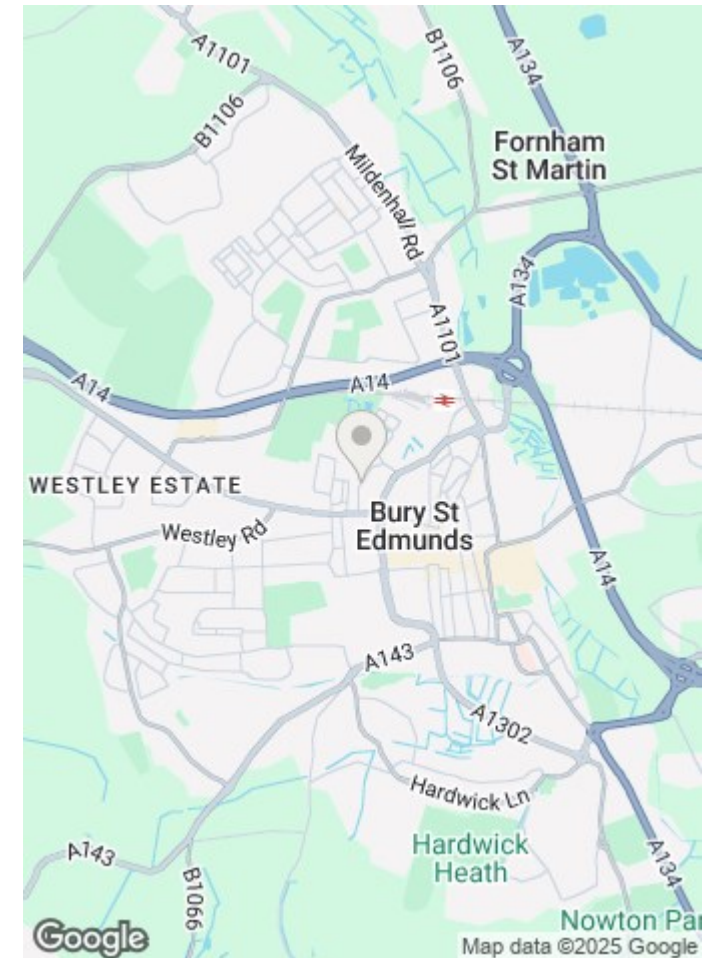 A1101
B1106
A134
B1106
Fornham
St Martin
Mildenhall Rd
A134
A1101
A14
A14
WESTLEY ESTATE
Bury St
Edmunds
Westley Rd
A14
A143
A1302
Hardwick Ln
Hardwick
Heath
A143
B1066
A134
Nowton Par
Google
Map data ©2025 Google